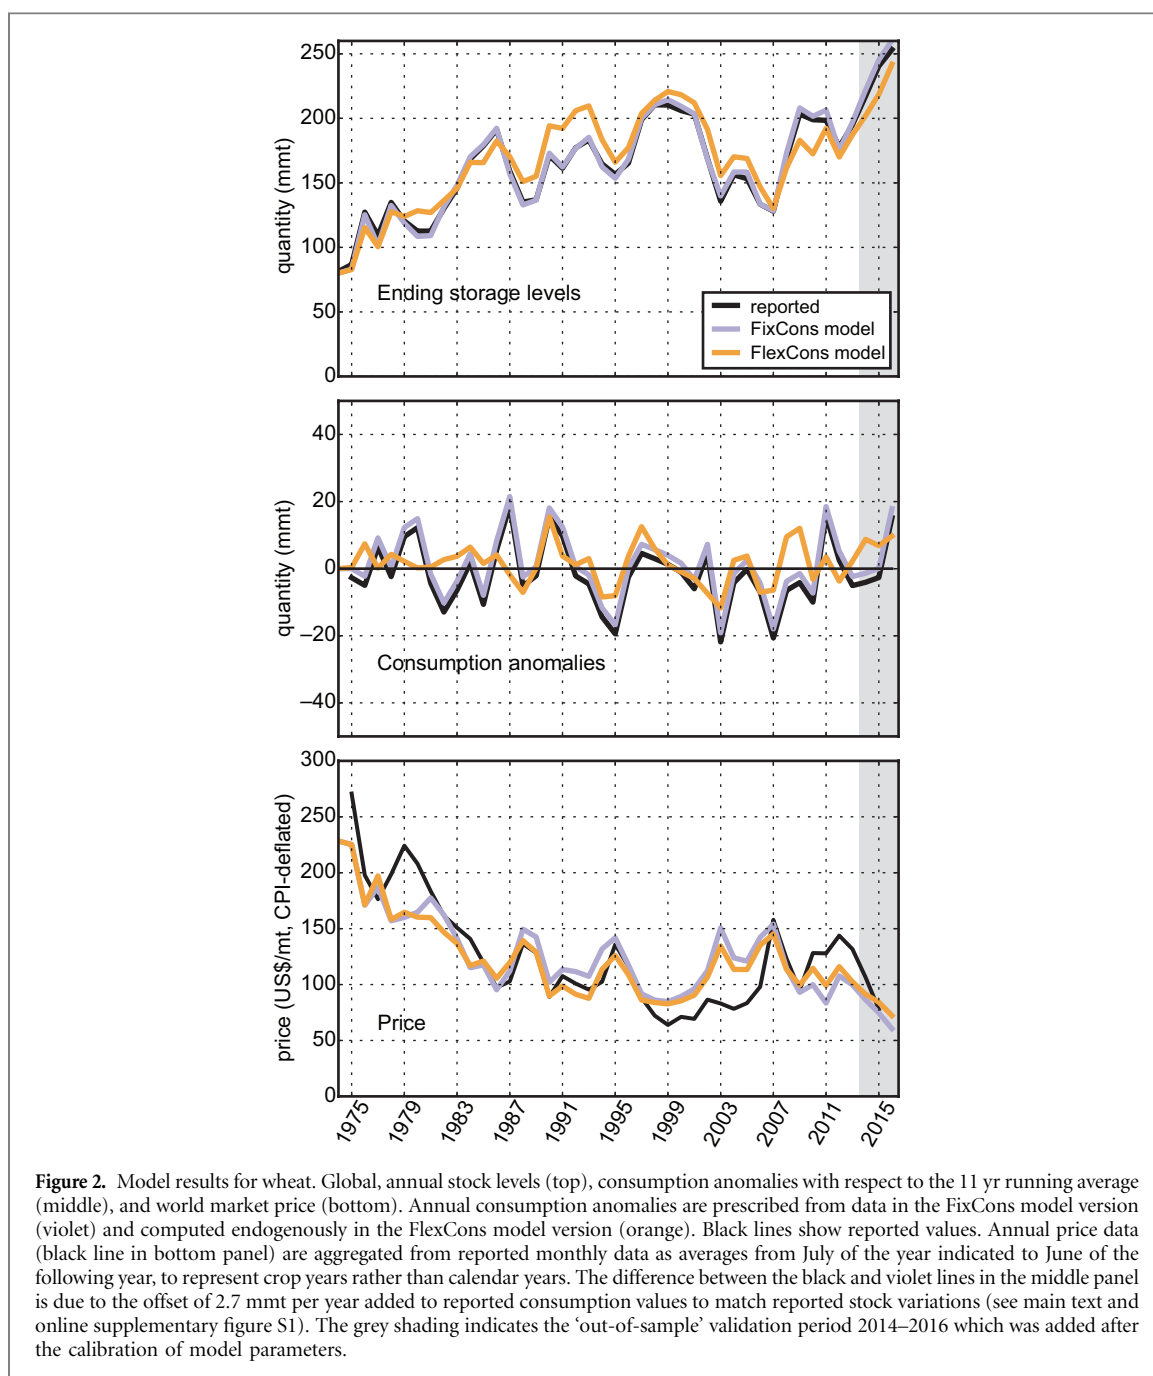 250
200
150
100
50
0
quantity (mmt)
Ending storage levels
reported
FixCons model
FlexCons model
40
20
0
–20
–40
quantity (mmt)
Consumption anomalies
300
250
200
150
100
50
0
price (US$/mt, CPI-deflated)
Price
1975
1979
1983
1987
1991
1995
1999
2003
2007
2011
2015
Figure 2. Model results for wheat. Global, annual stock levels (top), consumption anomalies with respect to the 11 yr running average
(middle), and world market price (bottom). Annual consumption anomalies are prescribed from data in the FixCons model version
(violet) and computed endogenously in the FlexCons model version (orange). Black lines show reported values. Annual price data
(black line in bottom panel) are aggregated from reported monthly data as averages from July of the year indicated to June of the
following year, to represent crop years rather than calendar years. The difference between the black and violet lines in the middle panel
is due to the offset of 2.7 mmt per year added to reported consumption values to match reported stock variations (see main text and
online supplementary figure S1). The grey shading indicates the ‘out-of-sample’ validation period 2014–2016 which was added after
the calibration of model parameters.